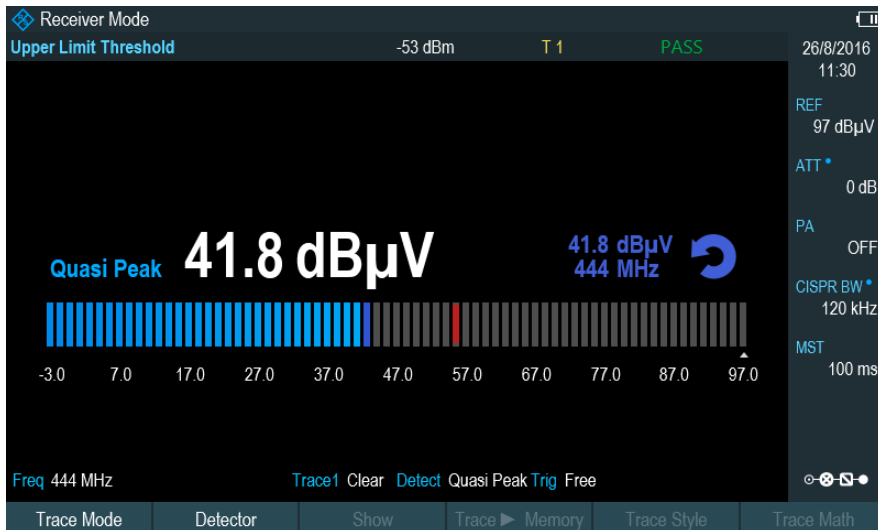 Receiver Mode
Upper Limit Threshold -53 dBm T 1 PASS
26/8/2016
11:30
REF
97 dBµV
ATT
0 dB
PA
OFF
CISPR BW
120 kHz
MST
100 ms
Quasi Peak 41.8 dBµV
41.8 dBµV
444 MHz
-3.0 7.0 17.0 27.0 37.0 47.0 57.0 67.0 77.0 87.0 97.0
Freq 444 MHz Trace1 Clear Detect Quasi Peak Trig Free
Trace Mode Detector Show Trace ▶ Memory Trace Style Trace Math